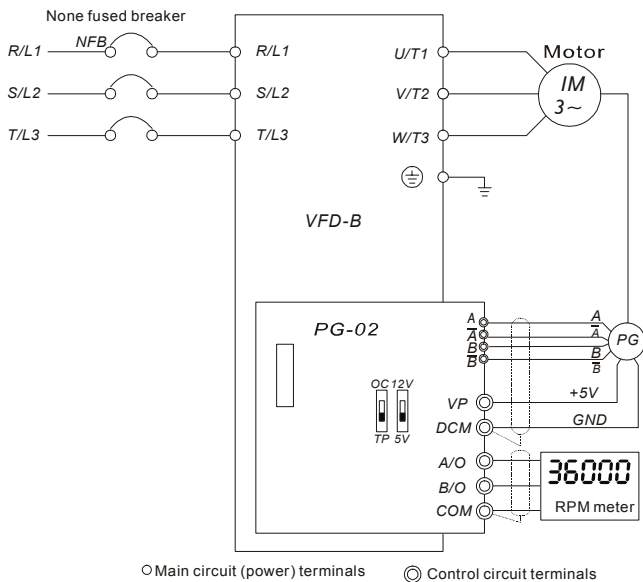 None fused breaker
R/L1 NFB R/L1 U/T1 Motor
S/L2 S/L2 V/T2 IM
3~
T/L3 T/L3 W/T3
VFD-B
PG-02
A A
A̅ A̅
B B
B̅ B̅
PG
OC 12V
TP 5V
VP +5V
DCM GND
A/O 36000
B/O
COM RPM meter
Main circuit (power) terminals Control circuit terminals